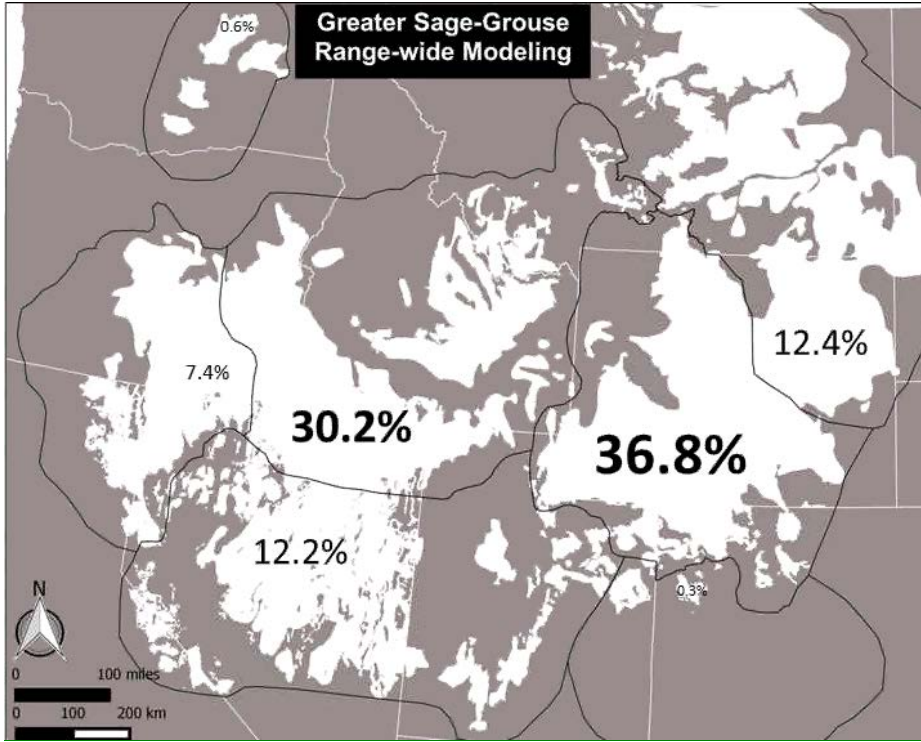 Greater Sage-Grouse
Range-wide Modeling
0.6%
12.4%
7.4%
30.2%
36.8%
12.2%
0.3%
N
0 100 miles
0 100 200 km